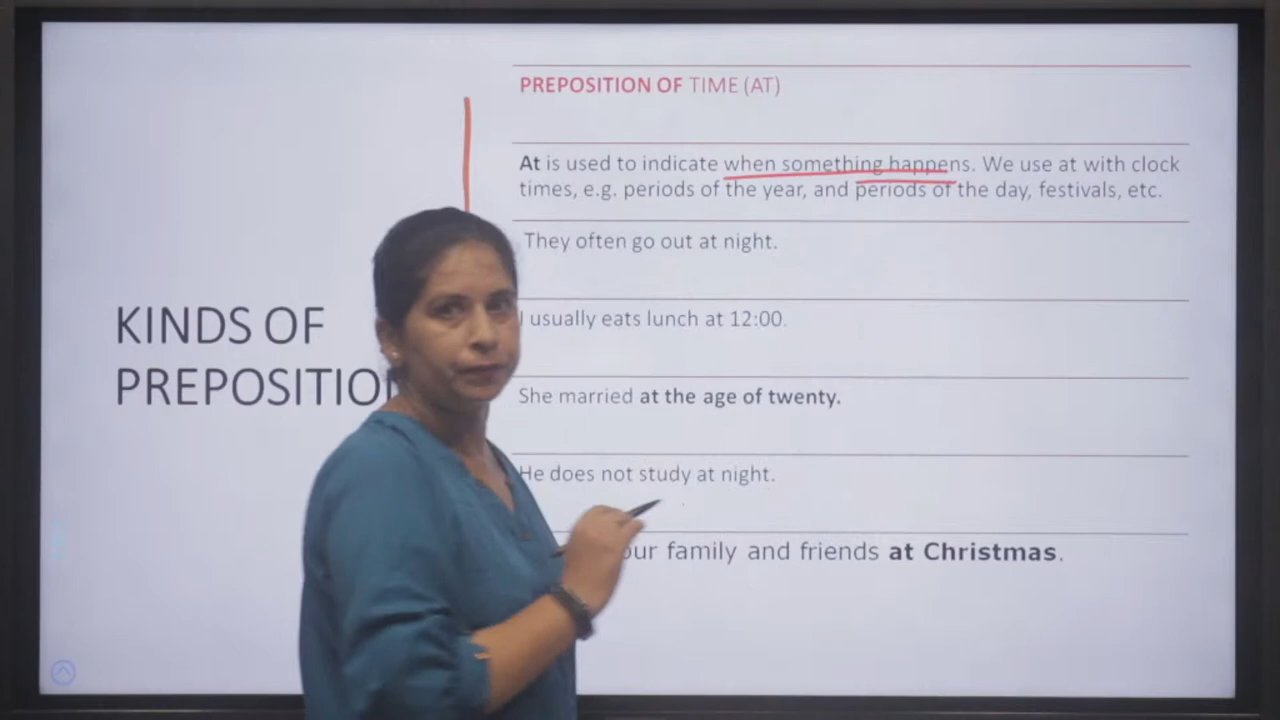 KINDS OF
PREPOSITION
PREPOSITION OF TIME (AT)
At is used to indicate when something happens. We use at with clock
times, e.g. periods of the year, and periods of the day, festivals, etc.
They often go out at night.
I usually eats lunch at 12:00.
She married at the age of twenty.
He does not study at night.
our family and friends at Christmas.